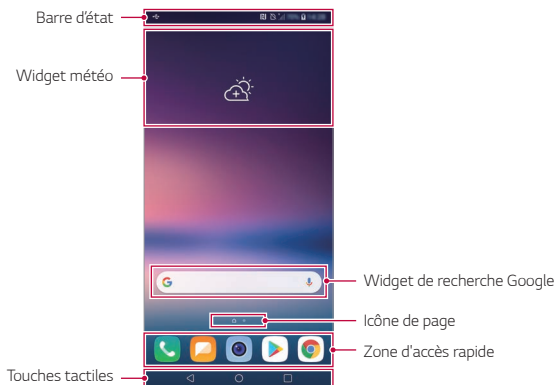 Barre d'état
Widget météo
Widget de recherche Google
Icône de page
Zone d'accès rapide
Touches tactiles